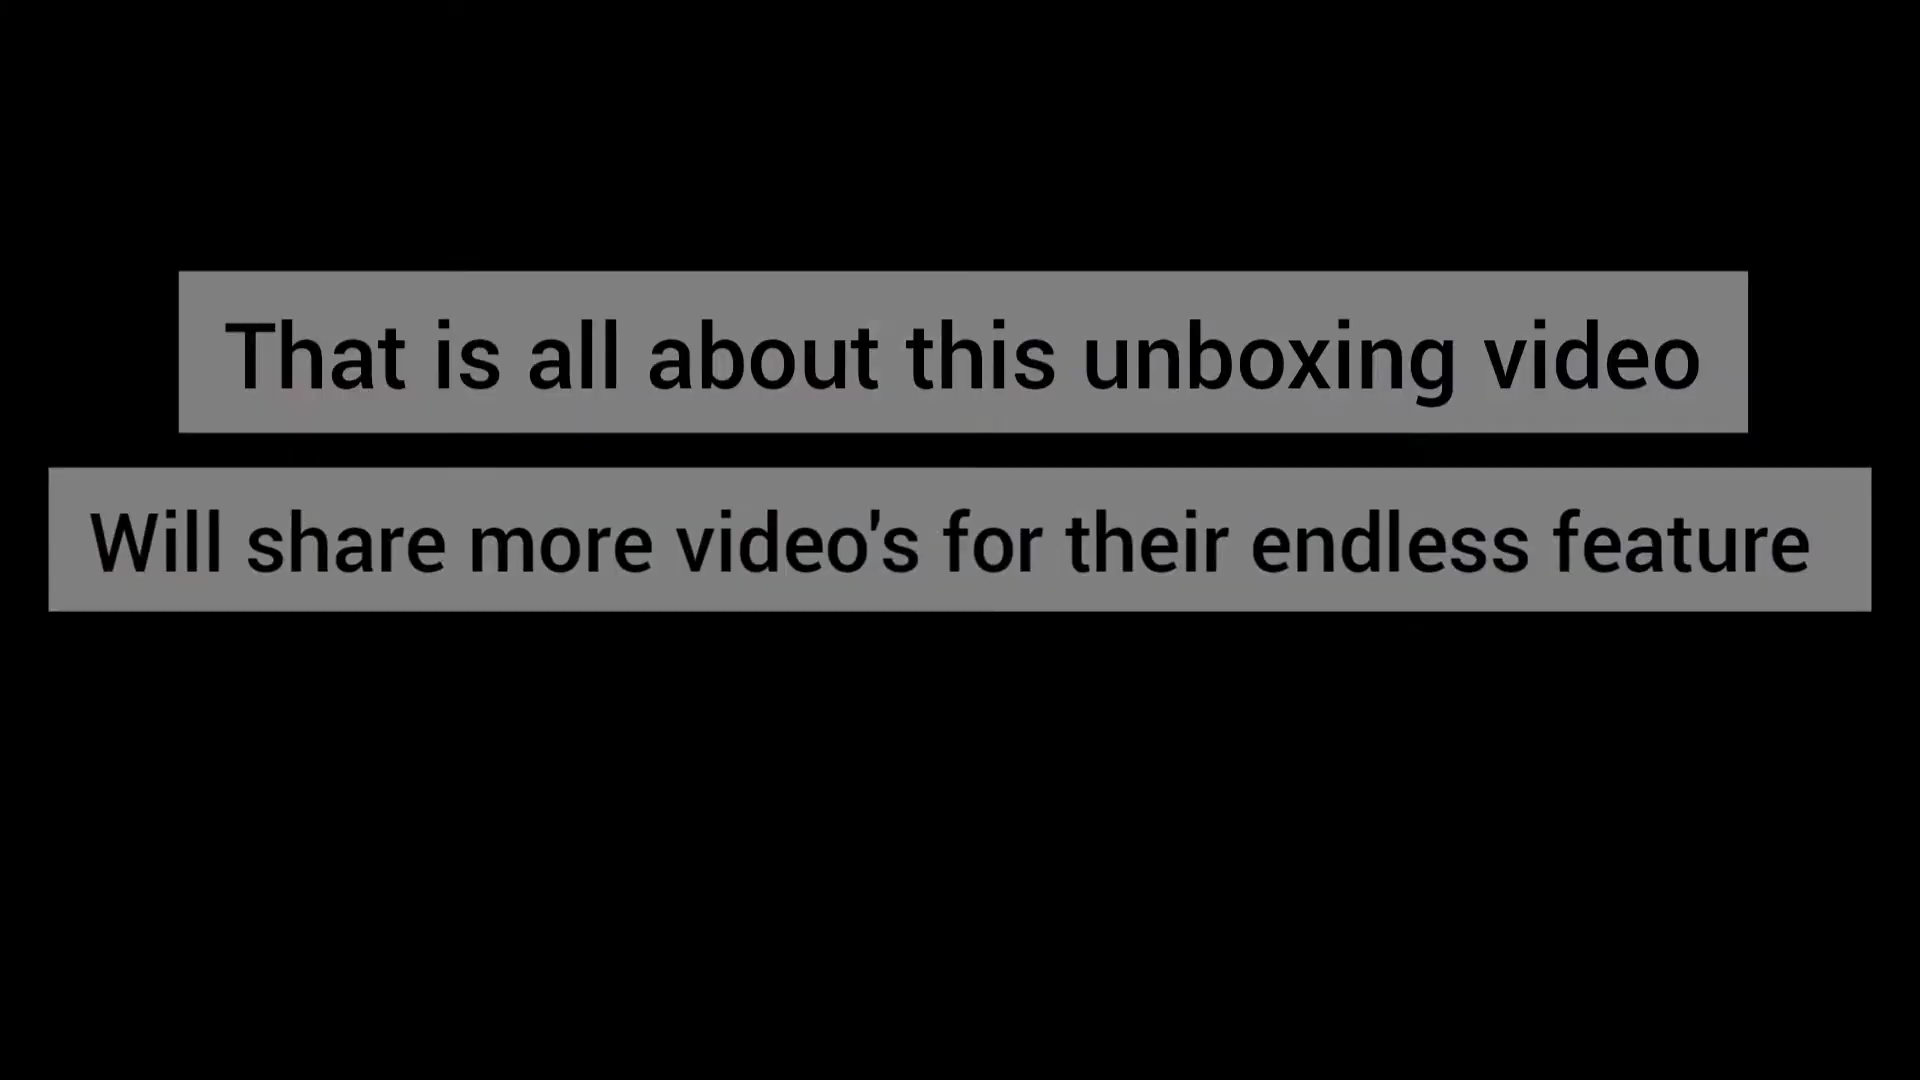 That is all about this unboxing video
Will share more video's for their endless feature